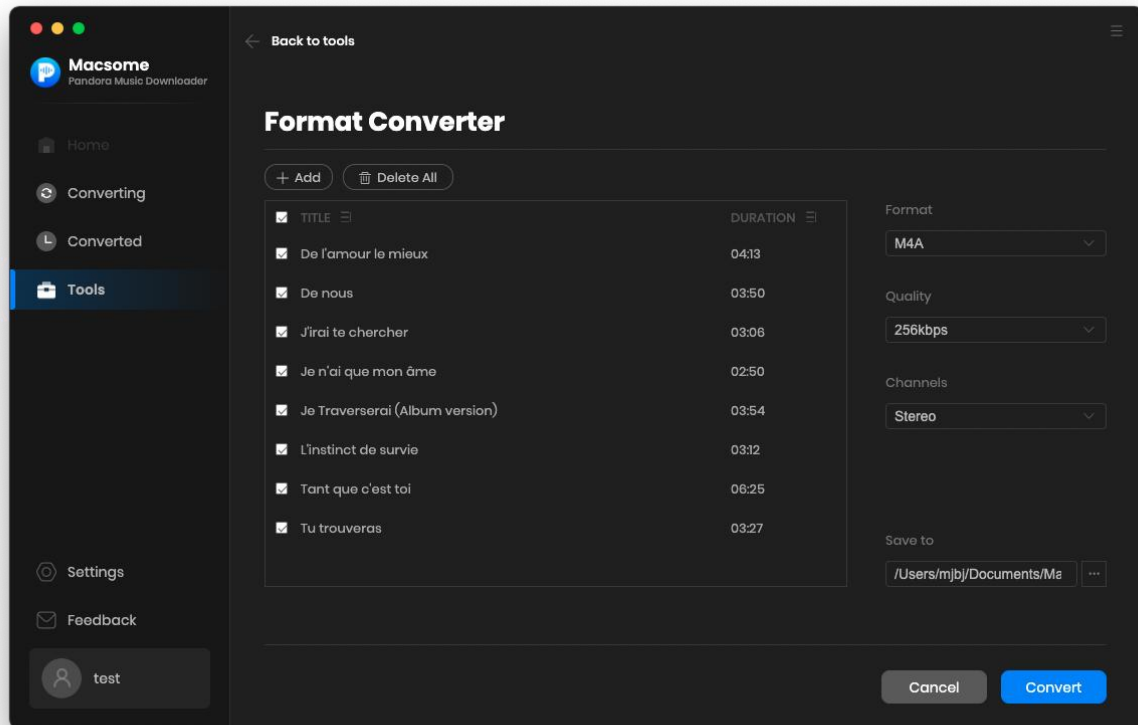 Macsome
Pandora Music Downloader
Home
Converting
Converted
Tools
Settings
Feedback
test
Back to tools
Format Converter
Add
Delete All
TITLE DURATION
De l'amour le mieux 04:13
De nous 03:50
J'irai te chercher 03:06
Je n'ai que mon âme 02:50
Je Traverserai (Album version) 03:54
L'instinct de survie 03:12
Tant que c'est toi 06:25
Tu trouveras 03:27
Format
M4A
Quality
256kbps
Channels
Stereo
Save to
/Users/mjbj/Documents/Ma
...
Cancel
Convert